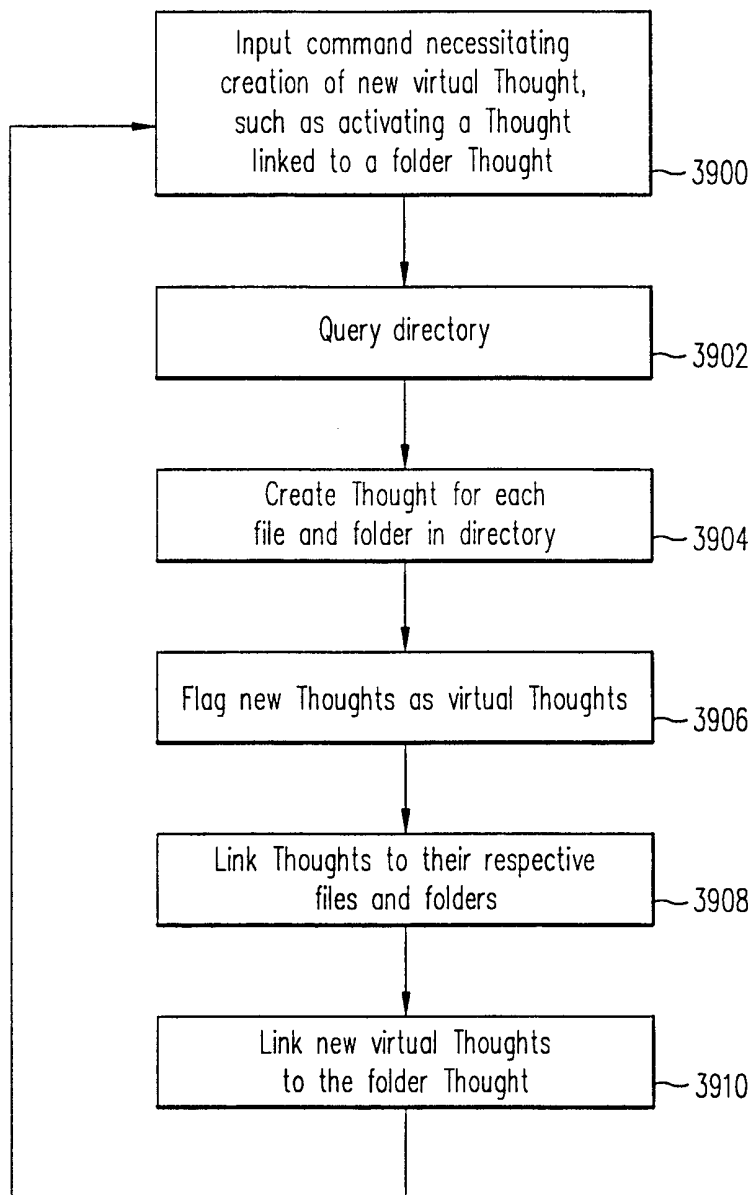 Input command necessitating
creation of new virtual Thought,
such as activating a Thought
linked to a folder Thought
3900
Query directory
3902
Create Thought for each
file and folder in directory
3904
Flag new Thoughts as virtual Thoughts
3906
Link Thoughts to their respective
files and folders
3908
Link new virtual Thoughts
to the folder Thought
3910